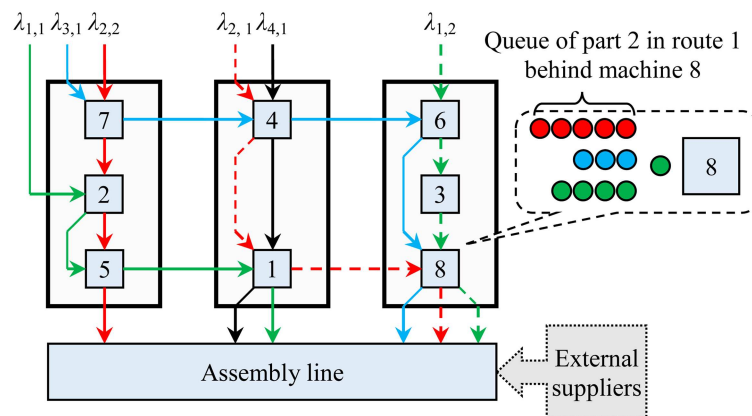 λ1,1 λ3,1 λ2,2 λ2, 1 λ4,1 λ1,2
Queue of part 2 in route 1
behind machine 8
7 4 6
8
2 3
5 1 8
Assembly line
External
suppliers